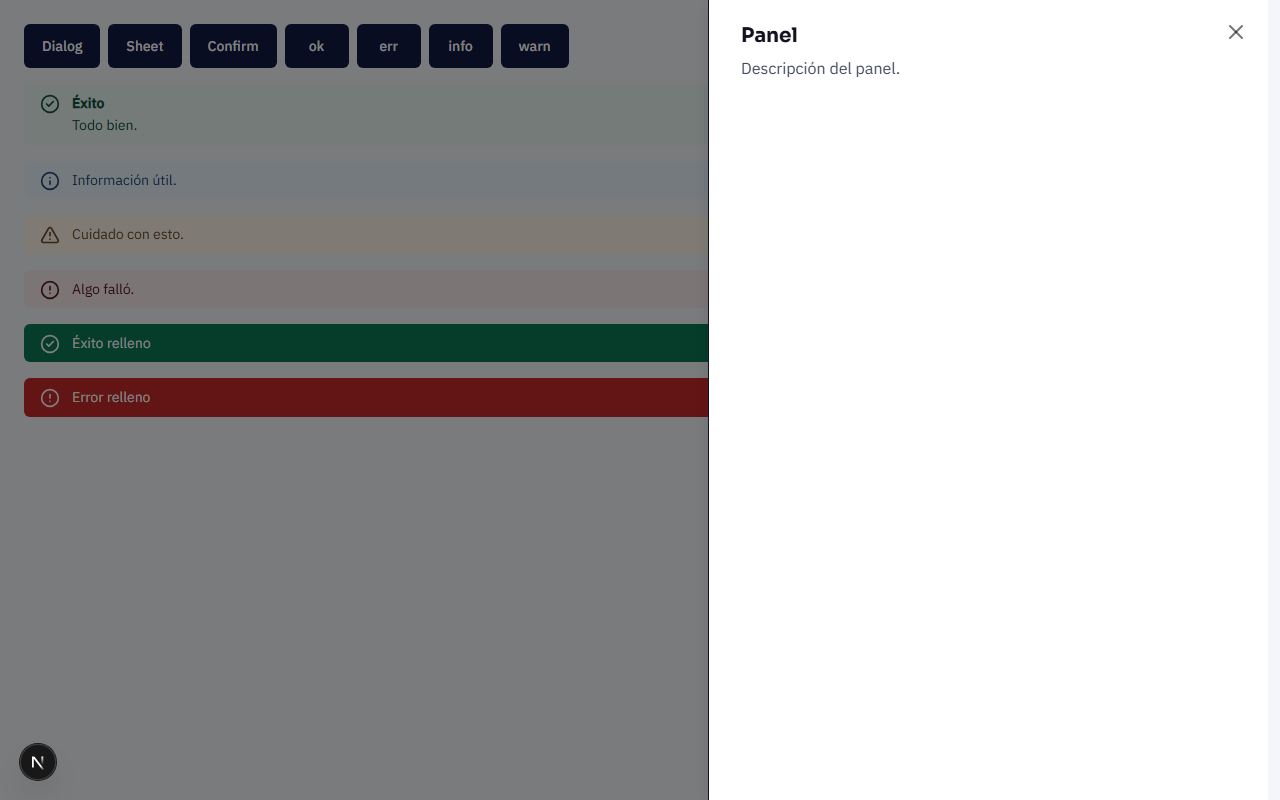 Dialog
Sheet
Confirm
ok
err
info
warn
Éxito
Todo bien.
Información útil.
Cuidado con esto.
Algo falló.
Éxito relleno
Error relleno
Panel
Descripción del panel.
N